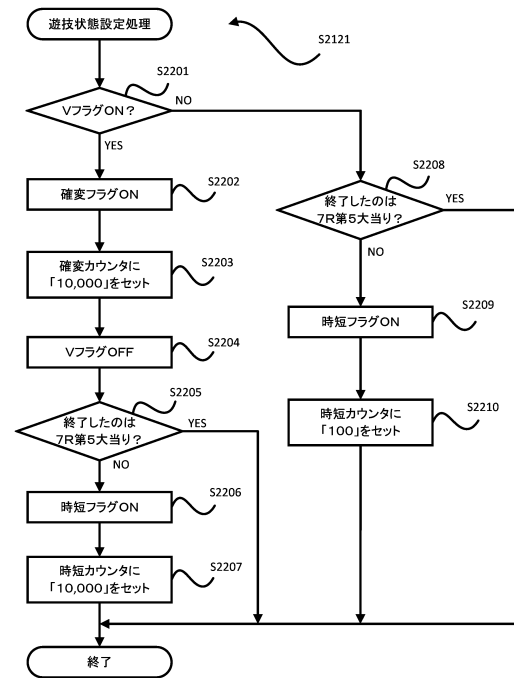 遊技状態設定処理
S2121
S2201
VフラグON?
NO
YES
S2202
確変フラグON
S2203
確変カウンタに
「10,000」をセット
S2204
VフラグOFF
S2205
終了したのは
7R第5大当り?
YES
NO
S2206
時短フラグON
S2207
時短カウンタに
「10,000」をセット
終了
S2208
終了したのは
7R第5大当り?
YES
NO
S2209
時短フラグON
S2210
時短カウンタに
「100」をセット